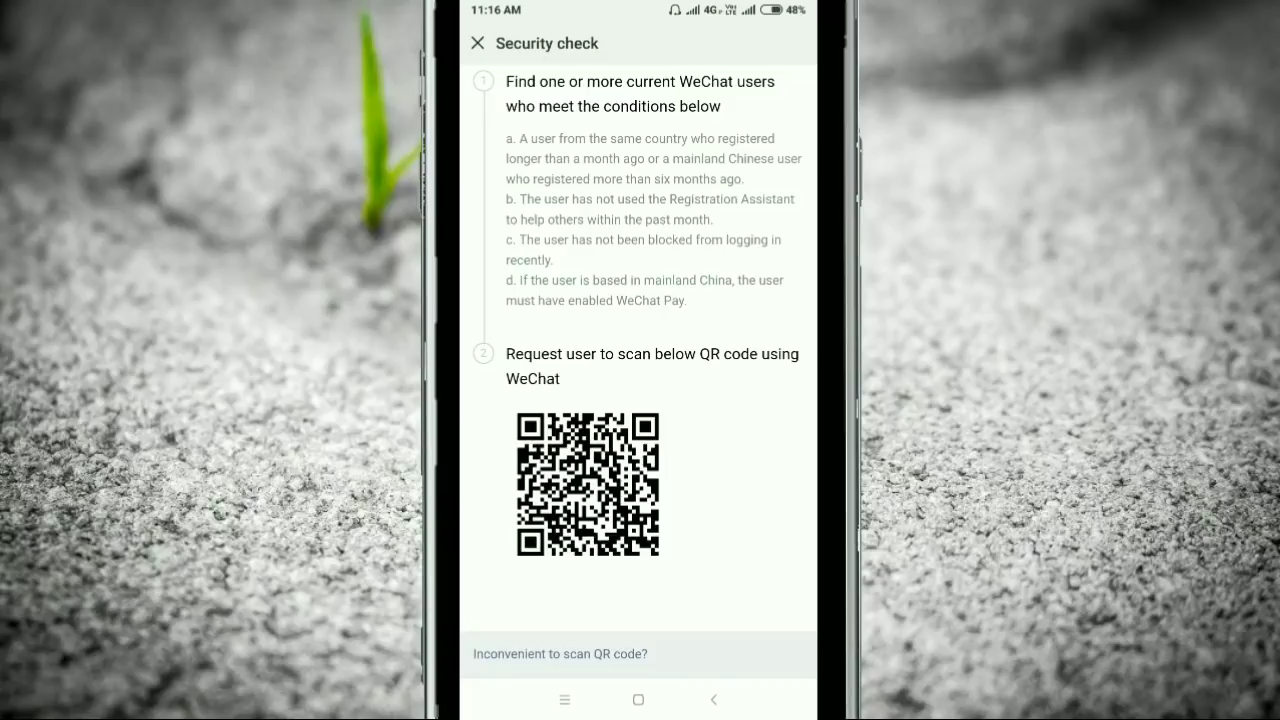 11:16 AM 4G Vo LTE 48%
Security check
1 Find one or more current WeChat users
who meet the conditions below
a. A user from the same country who registered
longer than a month ago or a mainland Chinese user
who registered more than six months ago.
b. The user has not used the Registration Assistant
to help others within the past month.
c. The user has not been blocked from logging in
recently.
d. If the user is based in mainland China, the user
must have enabled WeChat Pay.
2 Request user to scan below QR code using
WeChat
Inconvenient to scan QR code?